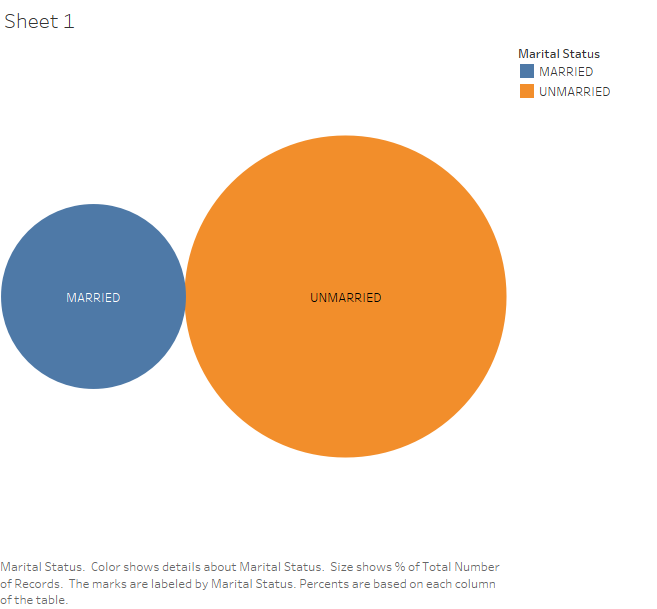 Sheet 1
Marital Status
MARRIED
UNMARRIED
MARRIED
UNMARRIED
Marital Status.  Color shows details about Marital Status.  Size shows % of Total Number
of Records.  The marks are labeled by Marital Status. Percents are based on each column
of the table.